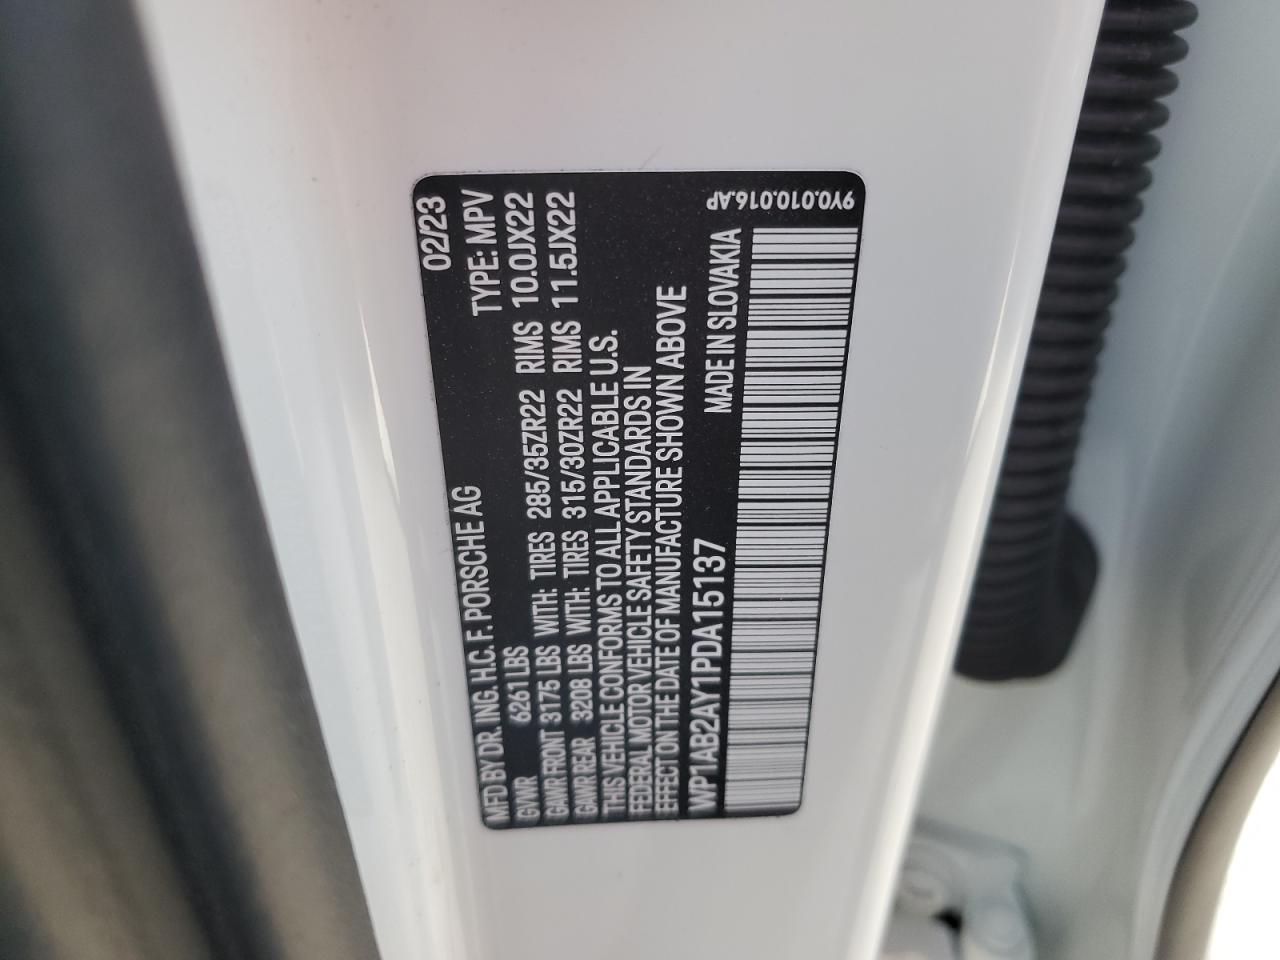 MFD BY DR. ING. H.C. F. PORSCHE AG 02/23
GVWR 6261 LBS TYPE: MPV
GAWR FRONT 3175 LBS WITH: TIRES 285/35ZR22 RIMS 10.0JX22
GAWR REAR 3208 LBS WITH: TIRES 315/30ZR22 RIMS 11.5JX22
THIS VEHICLE CONFORMS TO ALL APPLICABLE U.S.
FEDERAL MOTOR VEHICLE SAFETY STANDARDS IN
EFFECT ON THE DATE OF MANUFACTURE SHOWN ABOVE
WP1AB2AY1PDA15137 MADE IN SLOVAKIA
9Y0.010.016.AP